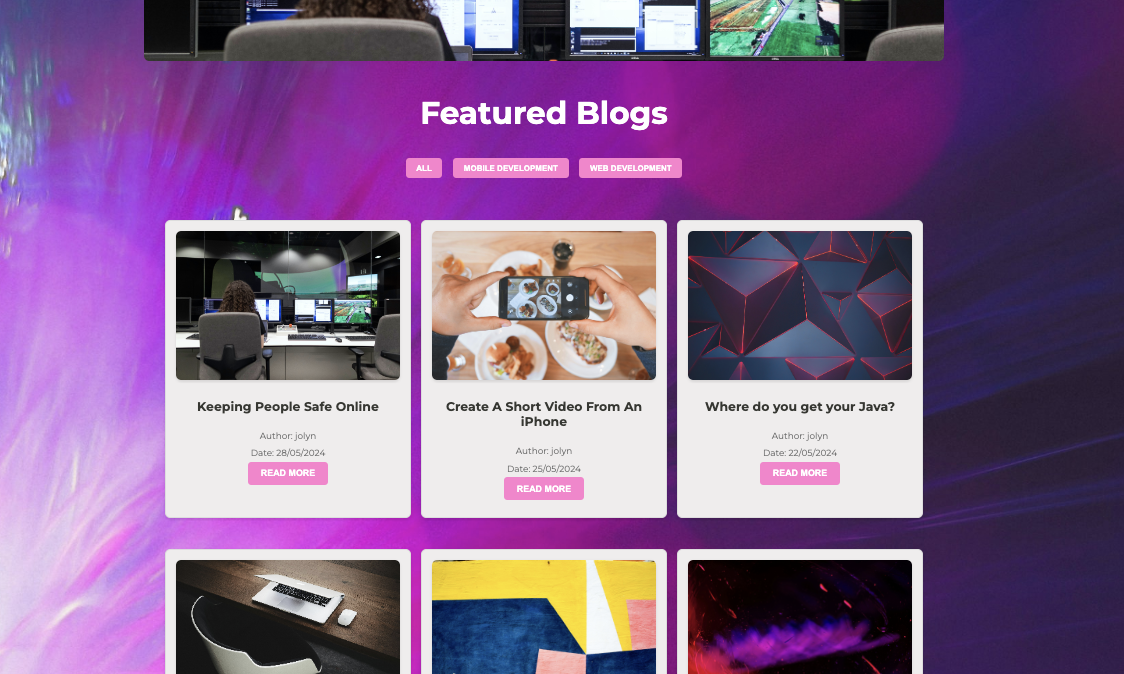 Featured Blogs
ALL
MOBILE DEVELOPMENT
WEB DEVELOPMENT
Keeping People Safe Online
Author: jolyn
Date: 28/05/2024
READ MORE
Create A Short Video From An
iPhone
Author: jolyn
Date: 25/05/2024
READ MORE
Where do you get your Java?
Author: jolyn
Date: 22/05/2024
READ MORE